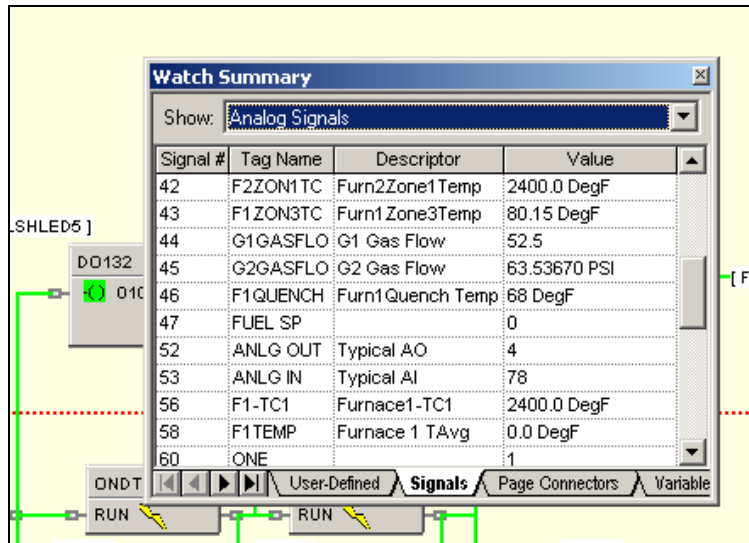 Watch Summary
Show: Analog Signals
Signal # Tag Name Descriptor Value
42 F2ZON1TC Furn2Zone1Temp 2400.0 DegF
43 F1ZON3TC Furn1Zone3Temp 80.15 DegF
44 G1GASFLO G1 Gas Flow 52.5
45 G2GASFLO G2 Gas Flow 63.53670 PSI
46 F1QUENCH Furn1Quench Temp 68 DegF
47 FUEL SP 0
52 ANLG OUT Typical AO 4
53 ANLG IN Typical AI 78
56 F1-TC1 Furnace1-TC1 2400.0 DegF
58 F1TEMP Furnace 1 TAvg 0.0 DegF
60 ONE 1
User-Defined Signals Page Connectors Variable
LSHLED5 ]
DO132
-() 010
[ F
ONDT
RUN RUN